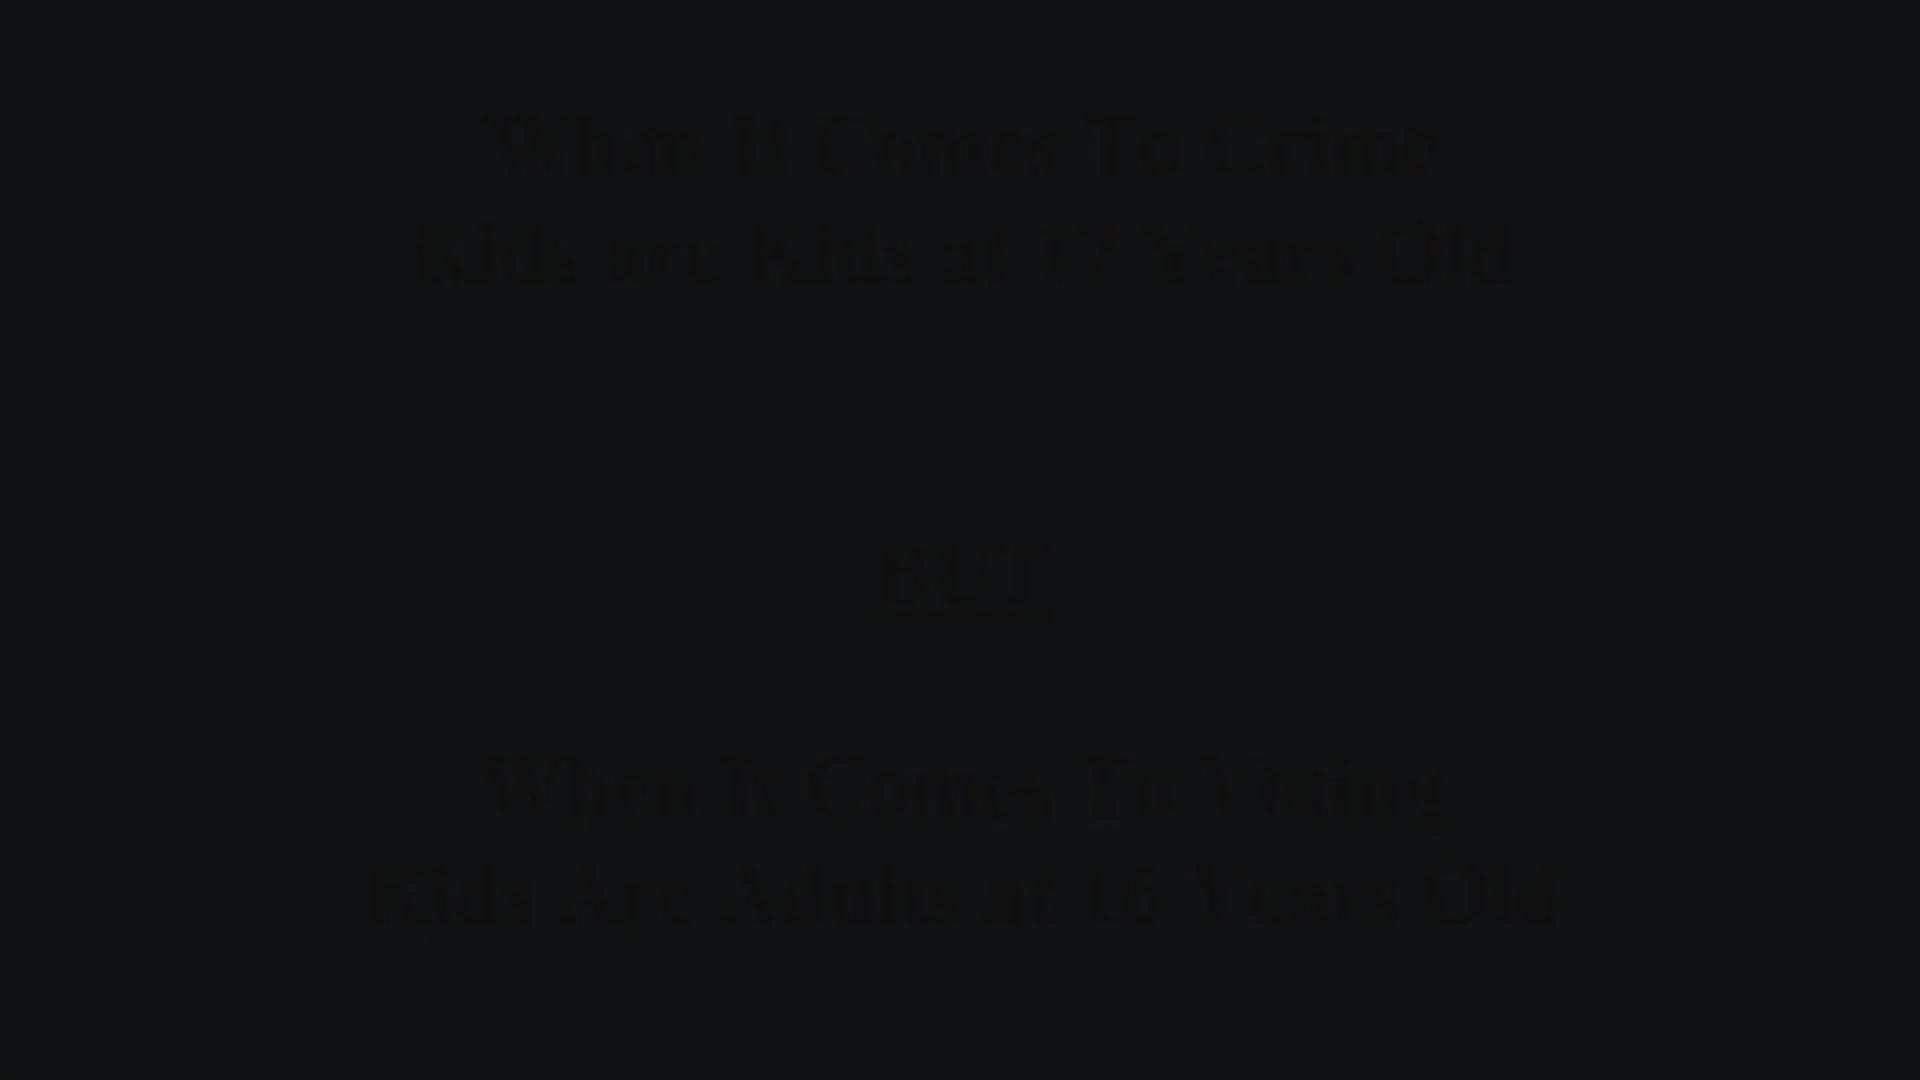 When It Comes To Crime
Kids are Kids at 17 Years Old
BUT
When It Comes To Voting
Kids Are Adults at 16 Years Old